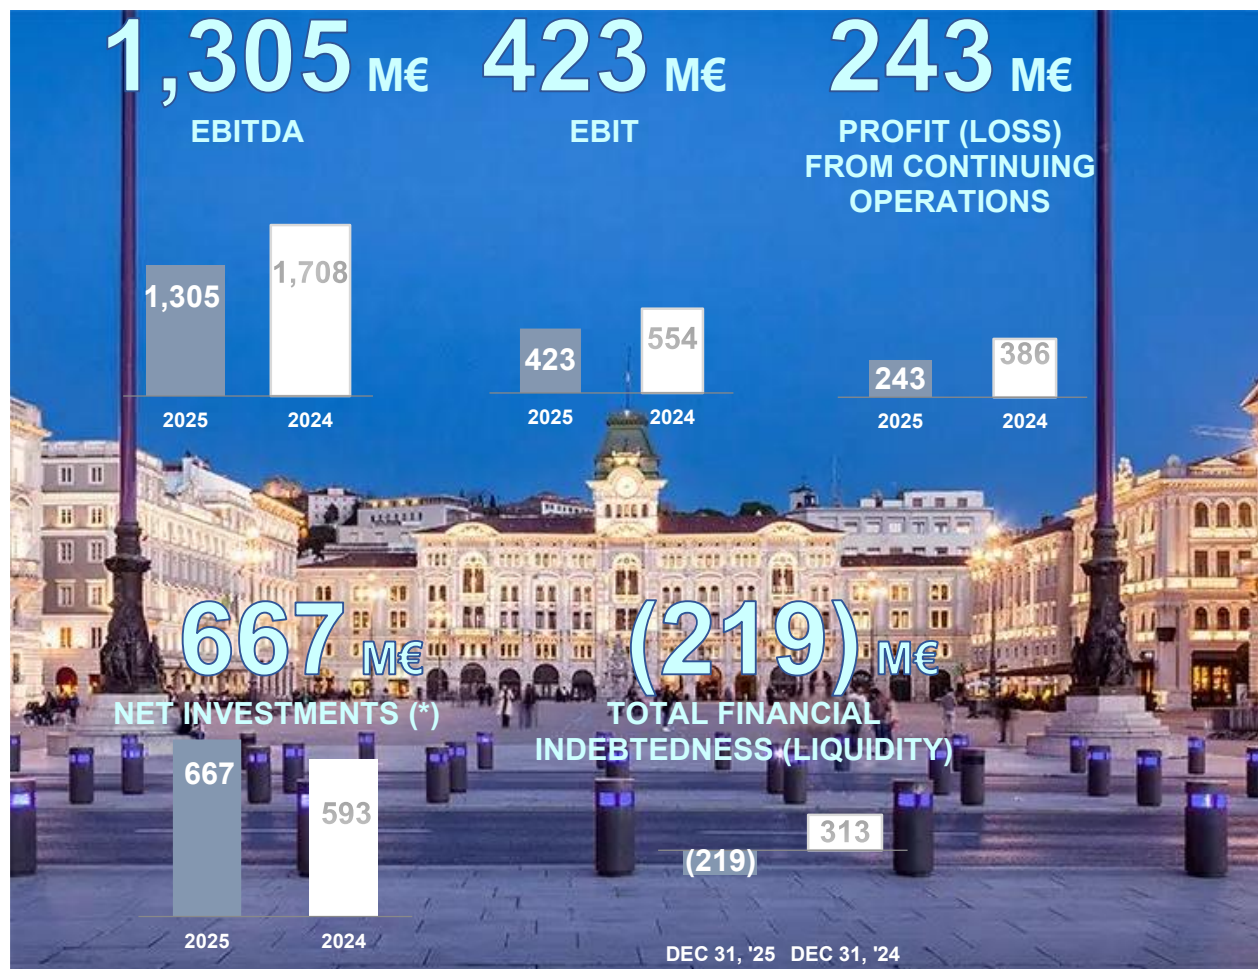 1,305 M€
EBITDA
423 M€
EBIT
243 M€
PROFIT (LOSS)
FROM CONTINUING
OPERATIONS
1,305
1,708
2025
2024
423
554
2025
2024
243
386
2025
2024
667 M€
NET INVESTMENTS (*)
(219) M€
TOTAL FINANCIAL
INDEBTEDNESS (LIQUIDITY)
667
593
2025
2024
313
(219)
DEC 31, '25
DEC 31, '24